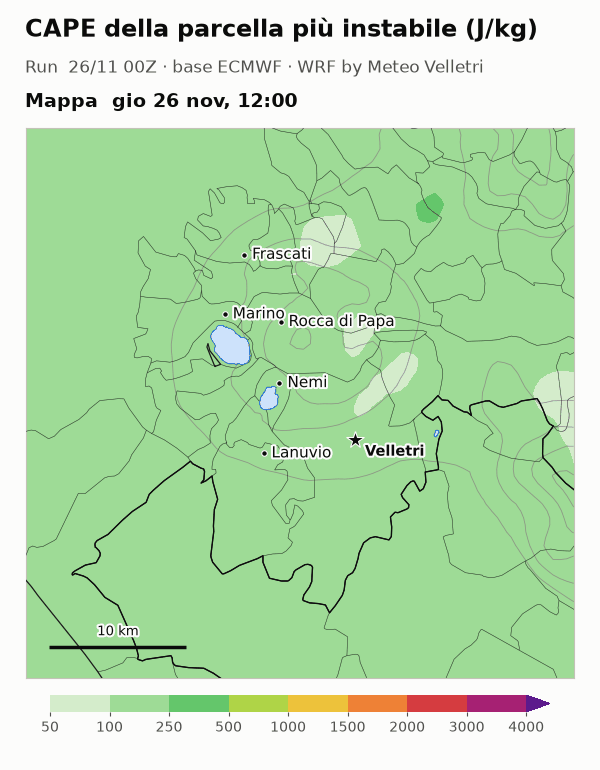 CAPE della parcella più instabile (J/kg)
Run 26/11 00Z · base ECMWF · WRF by Meteo Velletri
Mappa gio 26 nov, 12:00
Frascati
Marino
Rocca di Papa
Nemi
Velletri
Lanuvio
10 km
50 100 250 500 1000 1500 2000 3000 4000